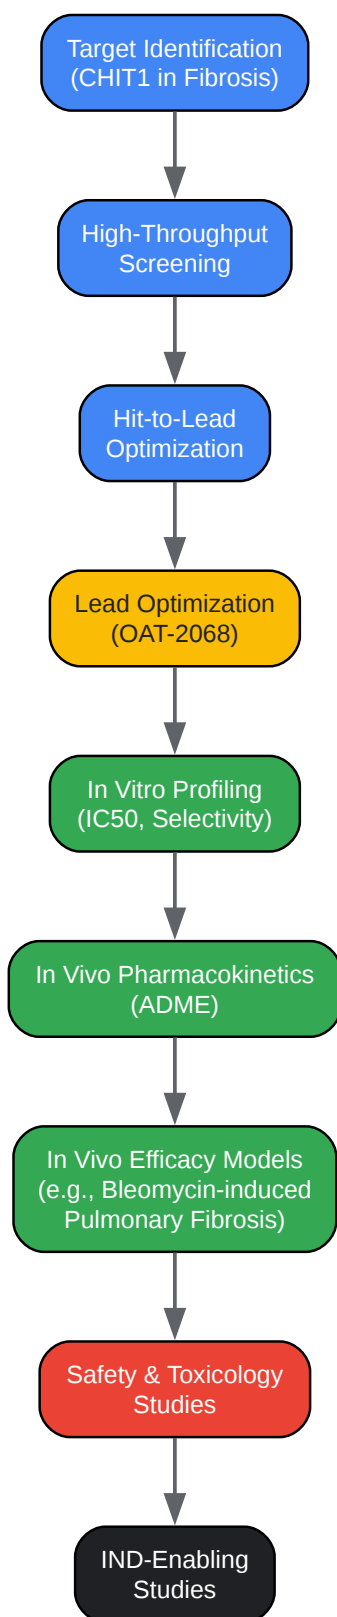 Target Identification
(CHIT1 in Fibrosis)
High-Throughput
Screening
Hit-to-Lead
Optimization
Lead Optimization
(OAT-2068)
In Vitro Profiling
(IC50, Selectivity)
In Vivo Pharmacokinetics
(ADME)
In Vivo Efficacy Models
(e.g., Bleomycin-induced
Pulmonary Fibrosis)
Safety & Toxicology
Studies
IND-Enabling
Studies